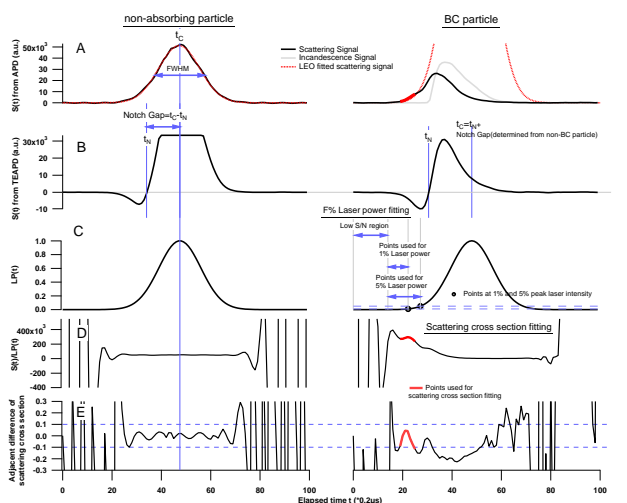 non-absorbing particle
BC particle
A
t_C
FWHM
S(t) from APD (a.u.)
50x10³
40
30
20
10
0
Scattering Signal
Incandescence Signal
LEO fitted scattering signal
Notch Gap=t_C-t_N
B
t_N
S(t) from TEAPD (a.u.)
30x10³
20
10
0
-10
t_N
t_C=t_N+
Notch Gap(determined from non-BC particle)
F% Laser power fitting
Low S/N region
Points used for
1% Laser power
Points used for
5% Laser power
Points at 1% and 5% peak laser intensity
C
LP(t)
1.0
0.8
0.6
0.4
0.2
0.0
D
S(t)/LP(t)
400x10³
200
0
-200
-400
Scattering cross section fitting
Points used for
scattering cross section fitting
E
Adjacent difference of
scattering cross section
0.3
0.2
0.1
0.0
-0.1
-0.2
-0.3
0 20 40 60 80 100
0 20 40 60 80 100
Elapsed time t (*0.2us)